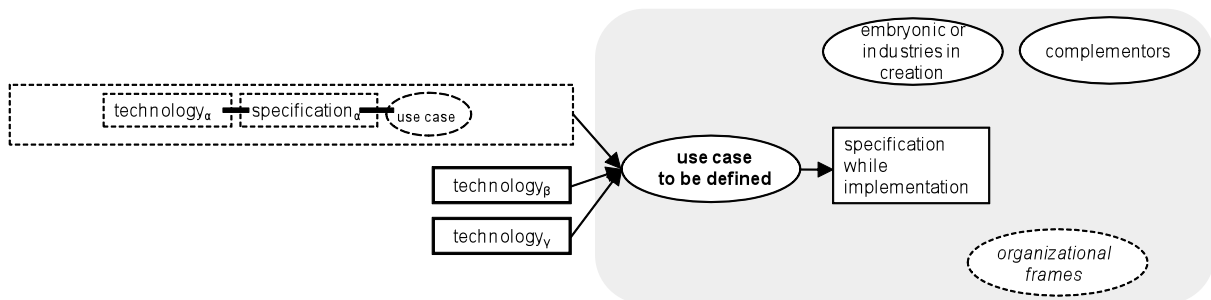 embryonic or
industries in
creation
complementors
technologyα
specificationα
use case
use case
to be defined
specification
while
implementation
technologyβ
technologyγ
organizational
frames